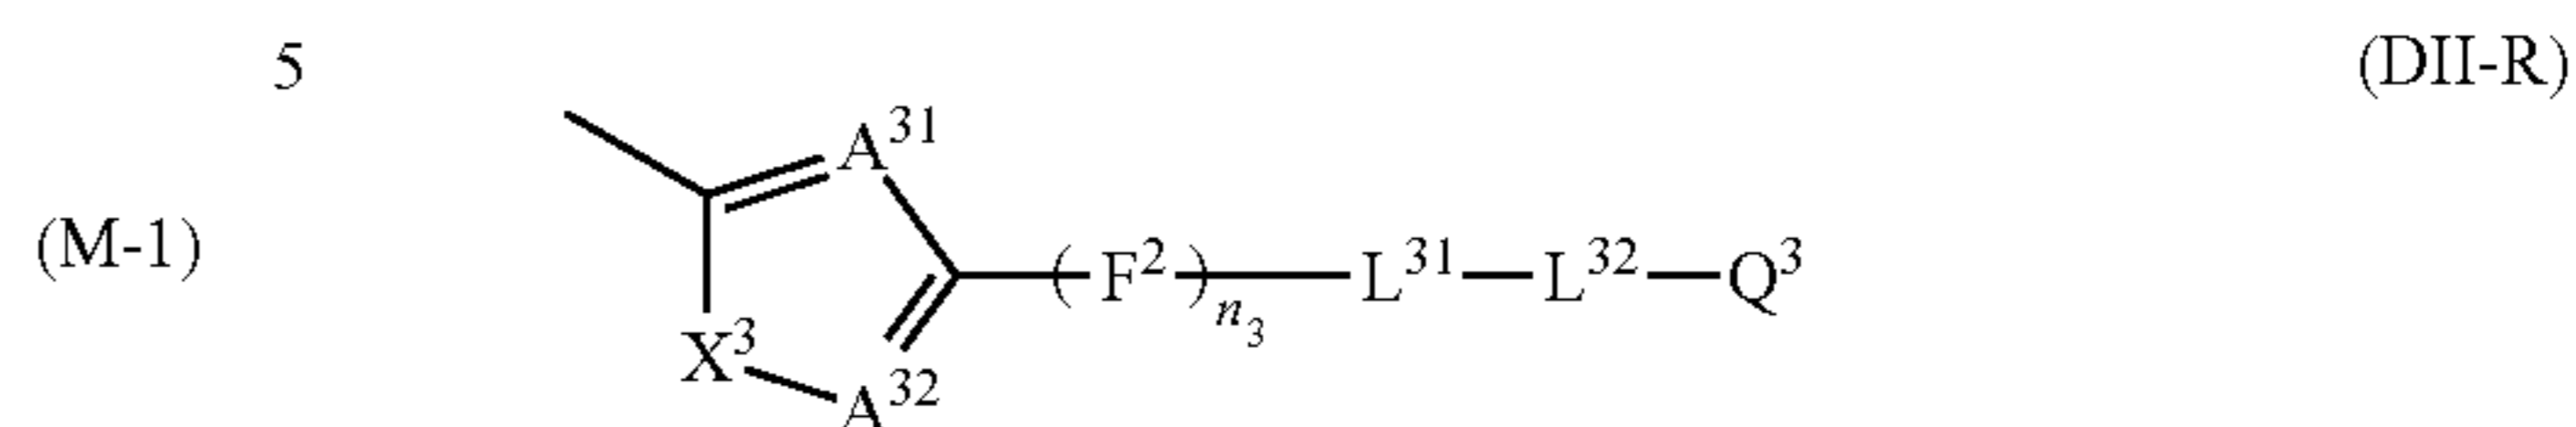 5 (DII-R)
A³¹
(M-1) ( F² )ₙ₃ L³¹ L³² Q³
X³
A³²